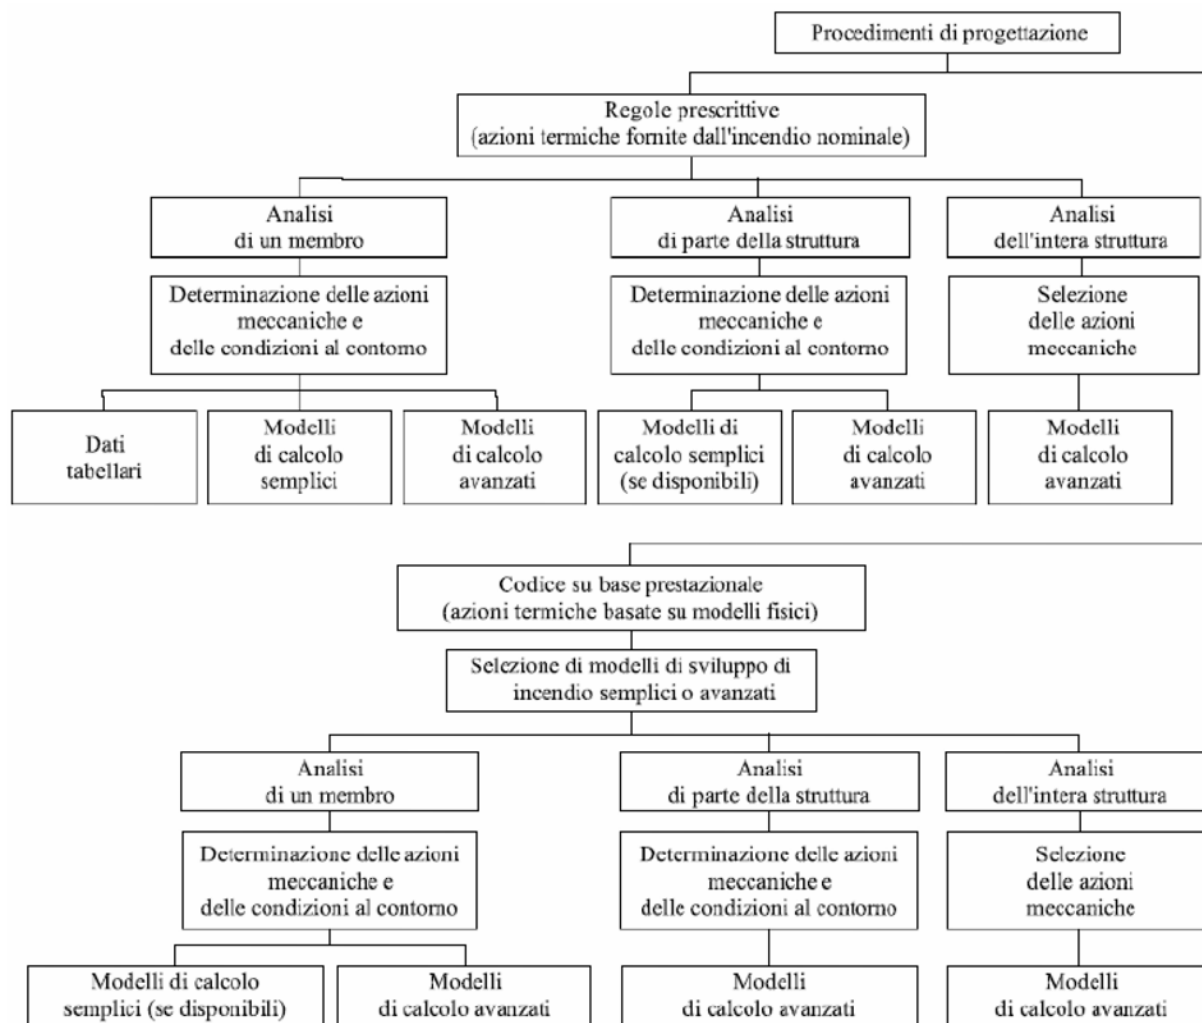 Procedimenti di progettazione
Regole prescrittive
(azioni termiche fornite dall'incendio nominale)
Analisi
di un membro
Analisi
di parte della struttura
Analisi
dell'intera struttura
Determinazione delle azioni
meccaniche e
delle condizioni al contorno
Determinazione delle azioni
meccaniche e
delle condizioni al contorno
Selezione
delle azioni
meccaniche
Dati
tabellari
Modelli
di calcolo
semplici
Modelli
di calcolo
avanzati
Modelli di
calcolo semplici
(se disponibili)
Modelli
di calcolo
avanzati
Modelli
di calcolo
avanzati
Codice su base prestazionale
(azioni termiche basate su modelli fisici)
Selezione di modelli di sviluppo di
incendio semplici o avanzati
Analisi
di un membro
Analisi
di parte della struttura
Analisi
dell'intera struttura
Determinazione delle azioni
meccaniche e
delle condizioni al contorno
Determinazione delle azioni
meccaniche e
delle condizioni al contorno
Selezione
delle azioni
meccaniche
Modelli di calcolo
semplici (se disponibili)
Modelli
di calcolo avanzati
Modelli
di calcolo avanzati
Modelli
di calcolo avanzati